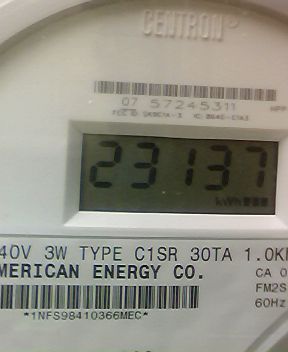 CENTRON®
07 57245311
23137
kWh
40V 3W TYPE C1SR 30TA 1.0K
MERICAN ENERGY CO.
CA 0
FM2S
60Hz
*1NFS98410366MEC*